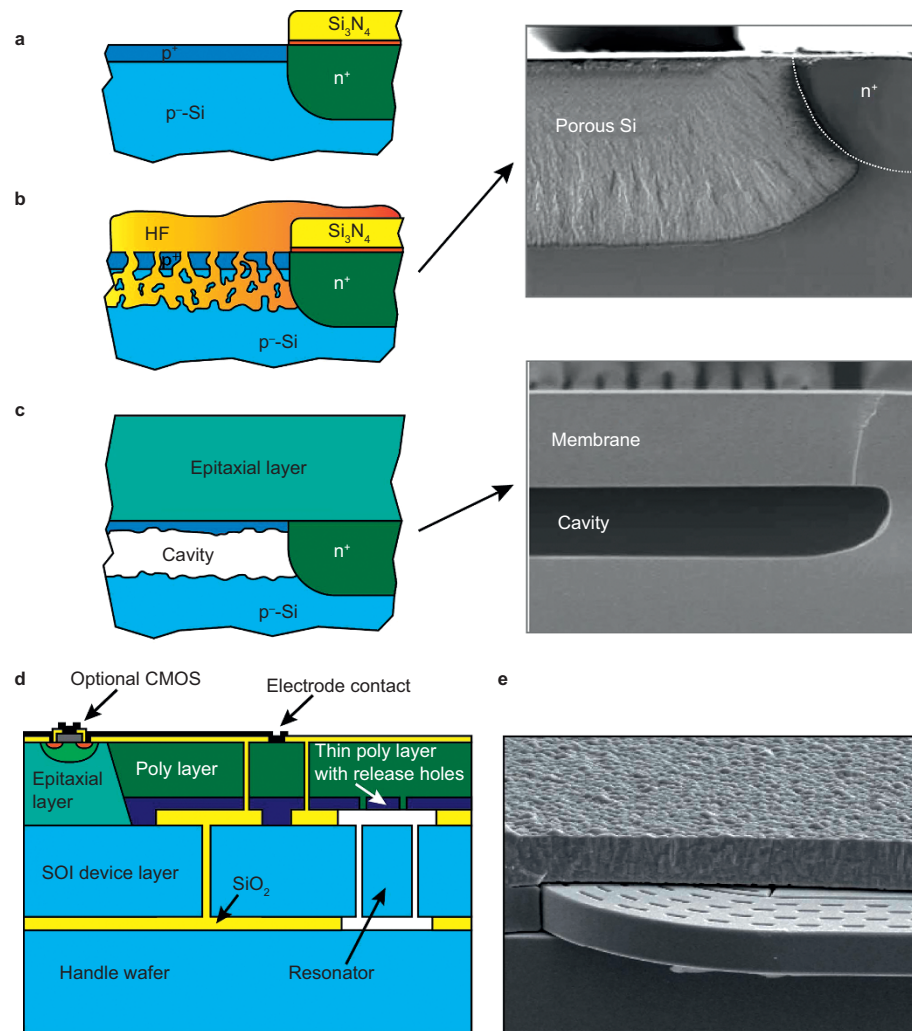 a
Si₃N₄
p⁺
n⁺
p⁻-Si
Porous Si
n⁺
b
HF
Si₃N₄
p⁺
n⁺
p⁻-Si
c
Epitaxial layer
Cavity
n⁺
p⁻-Si
Membrane
Cavity
d
Optional CMOS
Electrode contact
Epitaxial
layer
Poly layer
Thin poly layer
with release holes
SOI device layer
SiO₂
Handle wafer
Resonator
e